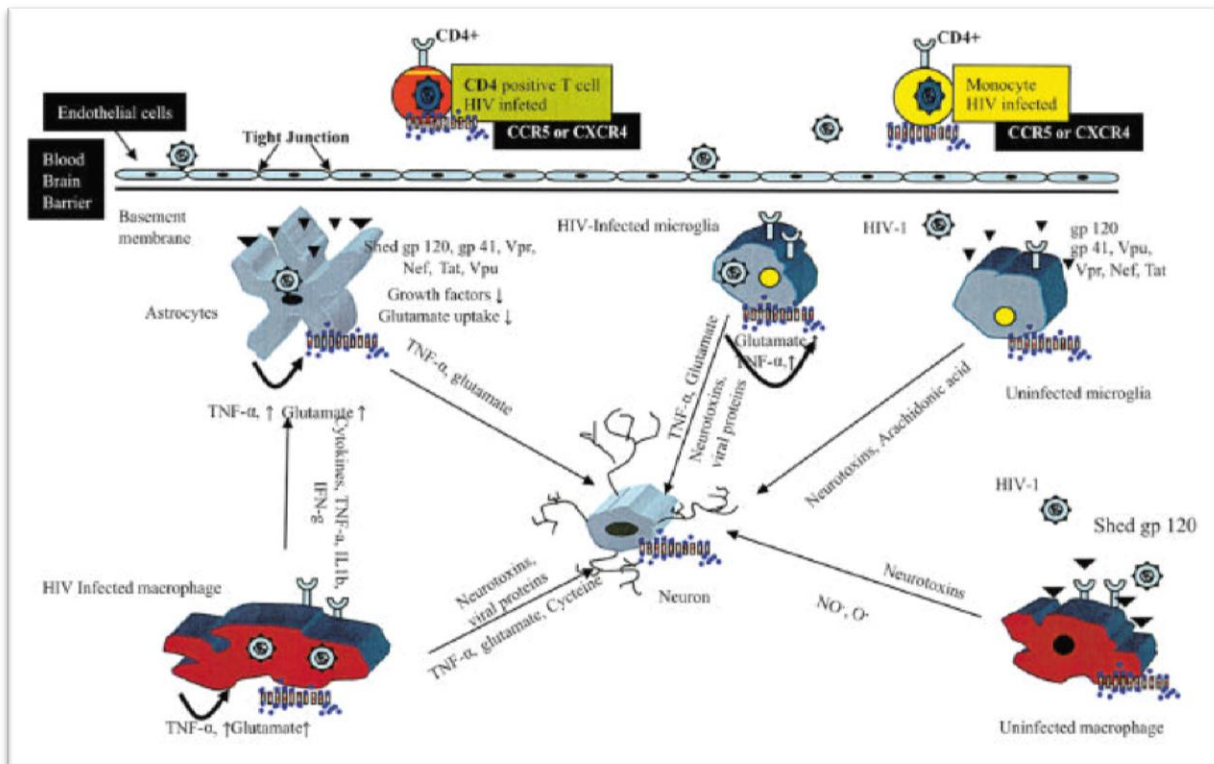 CD4+
CD4+
CD4 positive T cell
HIV infeted
CCR5 or CXCR4
Monocyte
HIV infected
CCR5 or CXCR4
Endothelial cells
Tight Junction
Blood
Brain
Barrier
Basement
membrane
Shed gp 120, gp 41, Vpr,
Nef, Tat, Vpu
Growth factors ↓
Glutamate uptake ↓
Astrocytes
TNF-α, ↑ Glutamate ↑
HIV-Infected microglia
Glutamate ↑
TNF-α,↑
HIV-1
gp 120
gp 41, Vpu,
Vpr, Nef, Tat
Uninfected microglia
TNF-α, glutamate
TNF-α, Glutamate
Neurotoxins,
viral proteins
Neurotoxins, Arachidonic acid
Cytokines, TNF-a, IL1b,
IFN-g
HIV Infected macrophage
TNF-α, ↑Glutamate↑
Neurotoxins,
viral proteins
TNF-α, glutamate, Cycteine
Neuron
HIV-1
Shed gp 120
Neurotoxins
NO-, O-
Uninfected macrophage